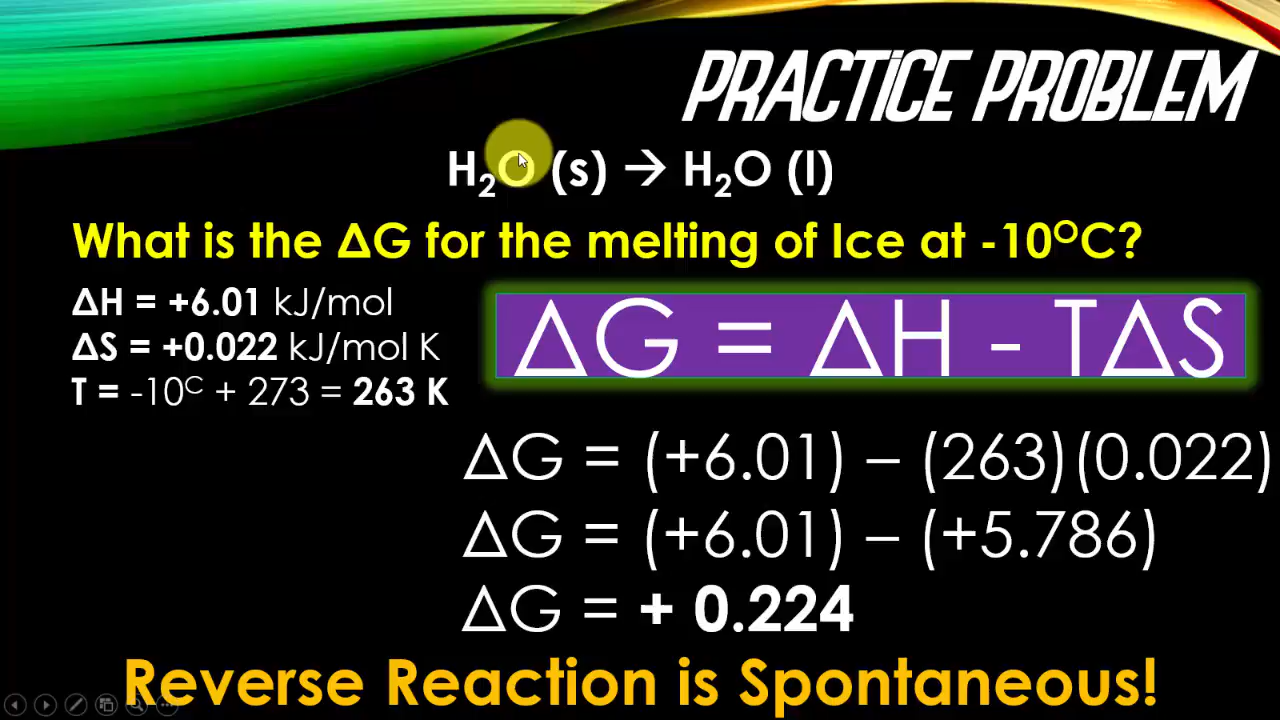 PRACTiCE PROBLEM
H₂O (s) → H₂O (l)
What is the ΔG for the melting of Ice at -10ᴼC?
ΔH = +6.01 kJ/mol
ΔS = +0.022 kJ/mol K
T = -10ᶜ + 273 = 263 K
ΔG = ΔH - TΔS
ΔG = (+6.01) – (263)(0.022)
ΔG = (+6.01) – (+5.786)
ΔG = + 0.224
Reverse Reaction is Spontaneous!